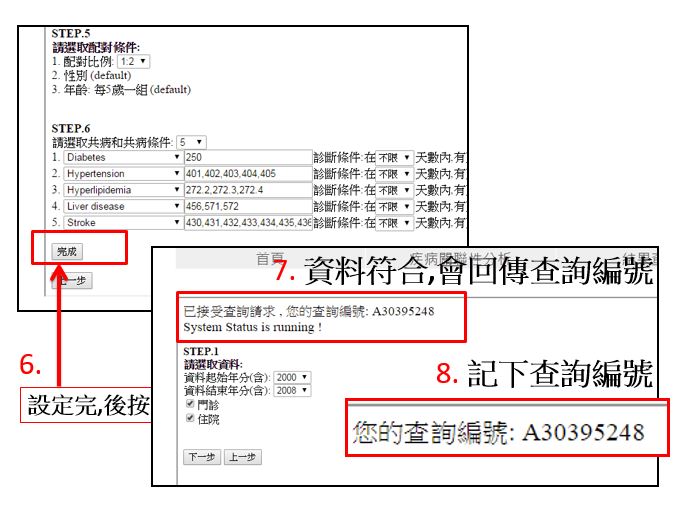 STEP.5
請選取配對條件:
1. 配對比例: 1:2
2. 性別 (default)
3. 年齡: 每5歲一組 (default)
STEP.6
請選取共病和共病條件: 5
1. Diabetes 250 診斷條件:在 不限 天數內,有
2. Hypertension 401,402,403,404,405 診斷條件:在 不限 天數內,有
3. Hyperlipidemia 272.2,272.3,272.4 診斷條件:在 不限 天數內,有
4. Liver disease 456,571,572 診斷條件:在 不限 天數內,有
5. Stroke 430,431,432,433,434,435,436 診斷條件:在 不限 天數內,有
完成
上一步
6.
設定完,後按
首頁 疾病關聯性分析
7. 資料符合,會回傳查詢編號
已接受查詢請求 , 您的查詢編號: A30395248
System Status is running !
STEP.1
請選取資料:
資料起始年分(含): 2000
資料結束年分(含): 2008
門診
住院
下一步 上一步
8. 記下查詢編號
您的查詢編號: A30395248